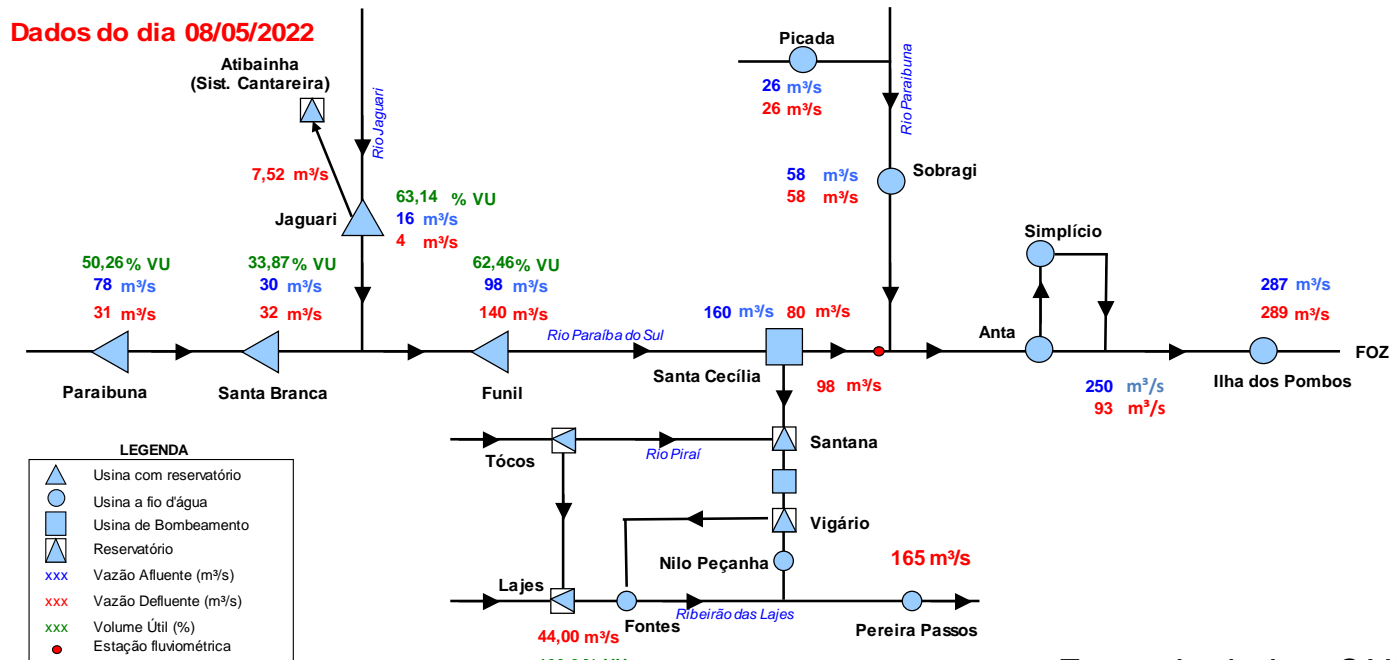 Dados do dia 08/05/2022
Atibainha
(Sist. Cantareira)
Rio Jaguari
7,52 m³/s
Jaguari
63,14 % VU
16 m³/s
4 m³/s
Picada
26 m³/s
26 m³/s
Rio Paraibuna
58 m³/s
58 m³/s
Sobragi
Simplício
50,26% VU
78 m³/s
31 m³/s
33,87% VU
30 m³/s
32 m³/s
62,46% VU
98 m³/s
140 m³/s
Rio Paraíba do Sul
160 m³/s 80 m³/s
287 m³/s
289 m³/s
Anta
FOZ
Paraibuna
Santa Branca
Funil
Santa Cecília
98 m³/s
250 m³/s
93 m³/s
Ilha dos Pombos
Tócos
Rio Piraí
Santana
Vigário
Nilo Peçanha
165 m³/s
Lajes
Fontes
Ribeirão das Lajes
Pereira Passos
44,00 m³/s
LEGENDA
Usina com reservatório
Usina a fio d'água
Usina de Bombeamento
Reservatório
xxx Vazão Afluente (m³/s)
xxx Vazão Defluente (m³/s)
xxx Volume Útil (%)
Estação fluviométrica